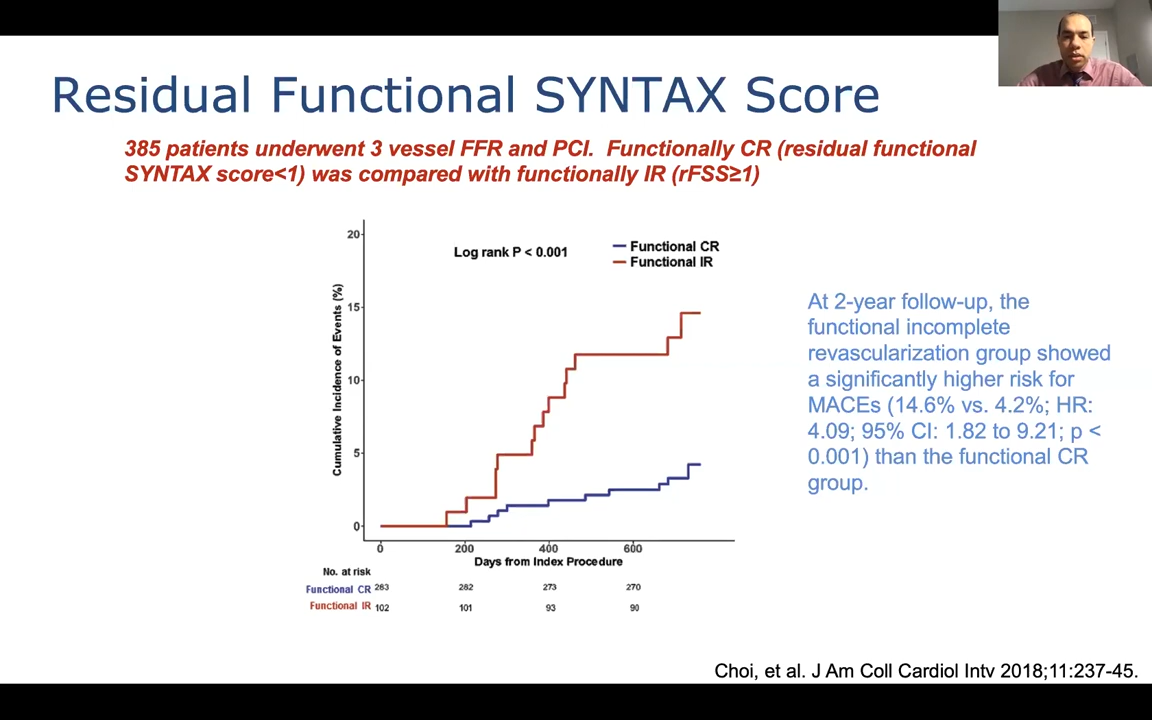 Residual Functional SYNTAX Score
385 patients underwent 3 vessel FFR and PCI.  Functionally CR (residual functional
SYNTAX score<1) was compared with functionally IR (rFSS≥1)
20
15
10
5
0
Cumulative Incidence of Events (%)
Log rank P < 0.001
Functional CR
Functional IR
0 200 400 600
Days from Index Procedure
No. at risk
Functional CR 283 282 273 270
Functional IR 102 101 93 90
At 2-year follow-up, the
functional incomplete
revascularization group showed
a significantly higher risk for
MACEs (14.6% vs. 4.2%; HR:
4.09; 95% CI: 1.82 to 9.21; p <
0.001) than the functional CR
group.
Choi, et al. J Am Coll Cardiol Intv 2018;11:237-45.